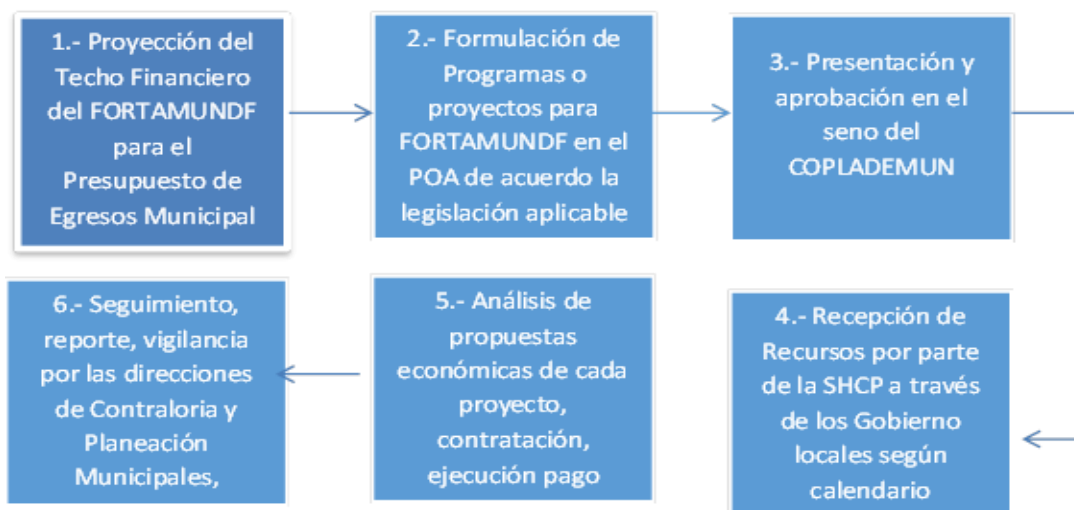 1.- Proyección del
Techo Financiero
del FORTAMUNDF
para el
Presupuesto de
Egresos Municipal
2.- Formulación de
Programas o
proyectos para
FORTAMUNDF en el
POA de acuerdo la
legislación aplicable
3.- Presentación y
aprobación en el
seno del
COPLADEMUN
4.- Recepción de
Recursos por parte
de la SHCP a través
de los Gobierno
locales según
calendario
5.- Análisis de
propuestas
económicas de cada
proyecto,
contratación,
ejecución pago
6.- Seguimiento,
reporte, vigilancia
por las direcciones
de Contraloria y
Planeación
Municipales,